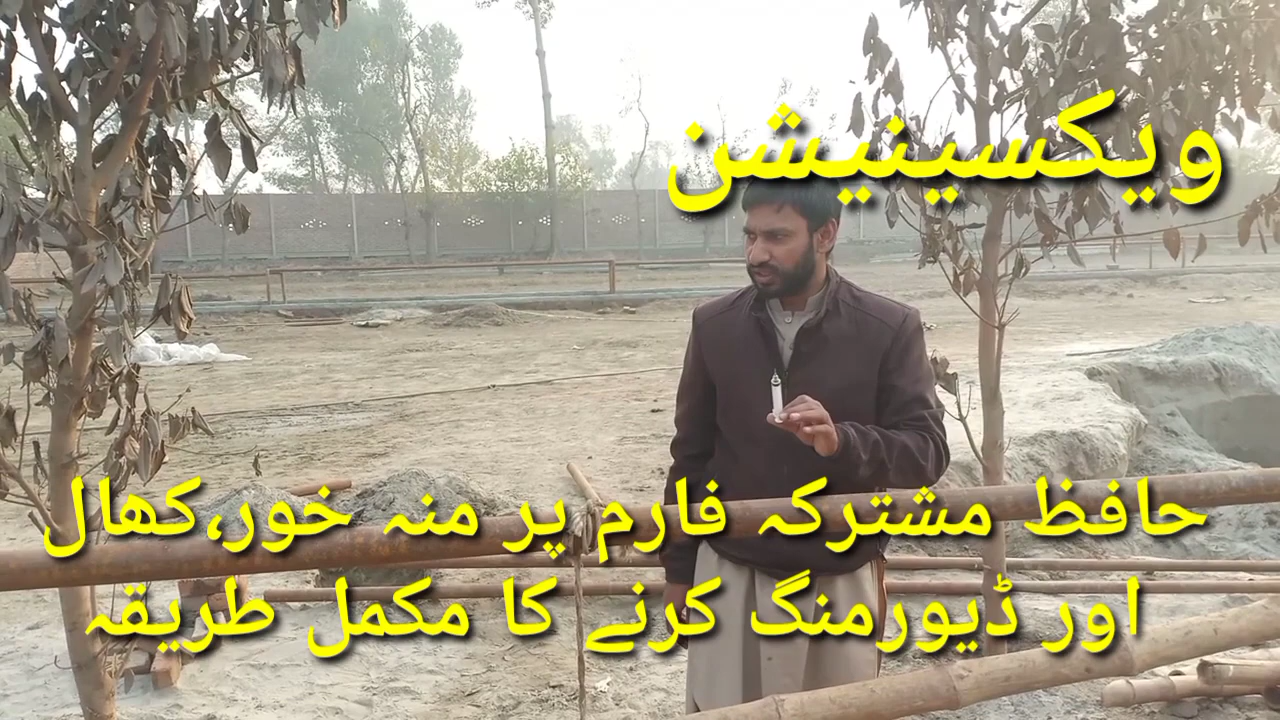 ویکسینیشن
حافظ مشترکہ فارم پر منہ خور،کھال
اور ڈیورمنگ کرنے کا مکمل طریقہ